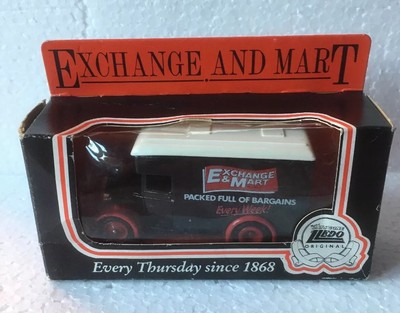 EXCHANGE AND MART
EXCHANGE
& MART
PACKED FULL OF BARGAINS
Every Week!
LLEDO
ORIGINAL
Every Thursday since 1868